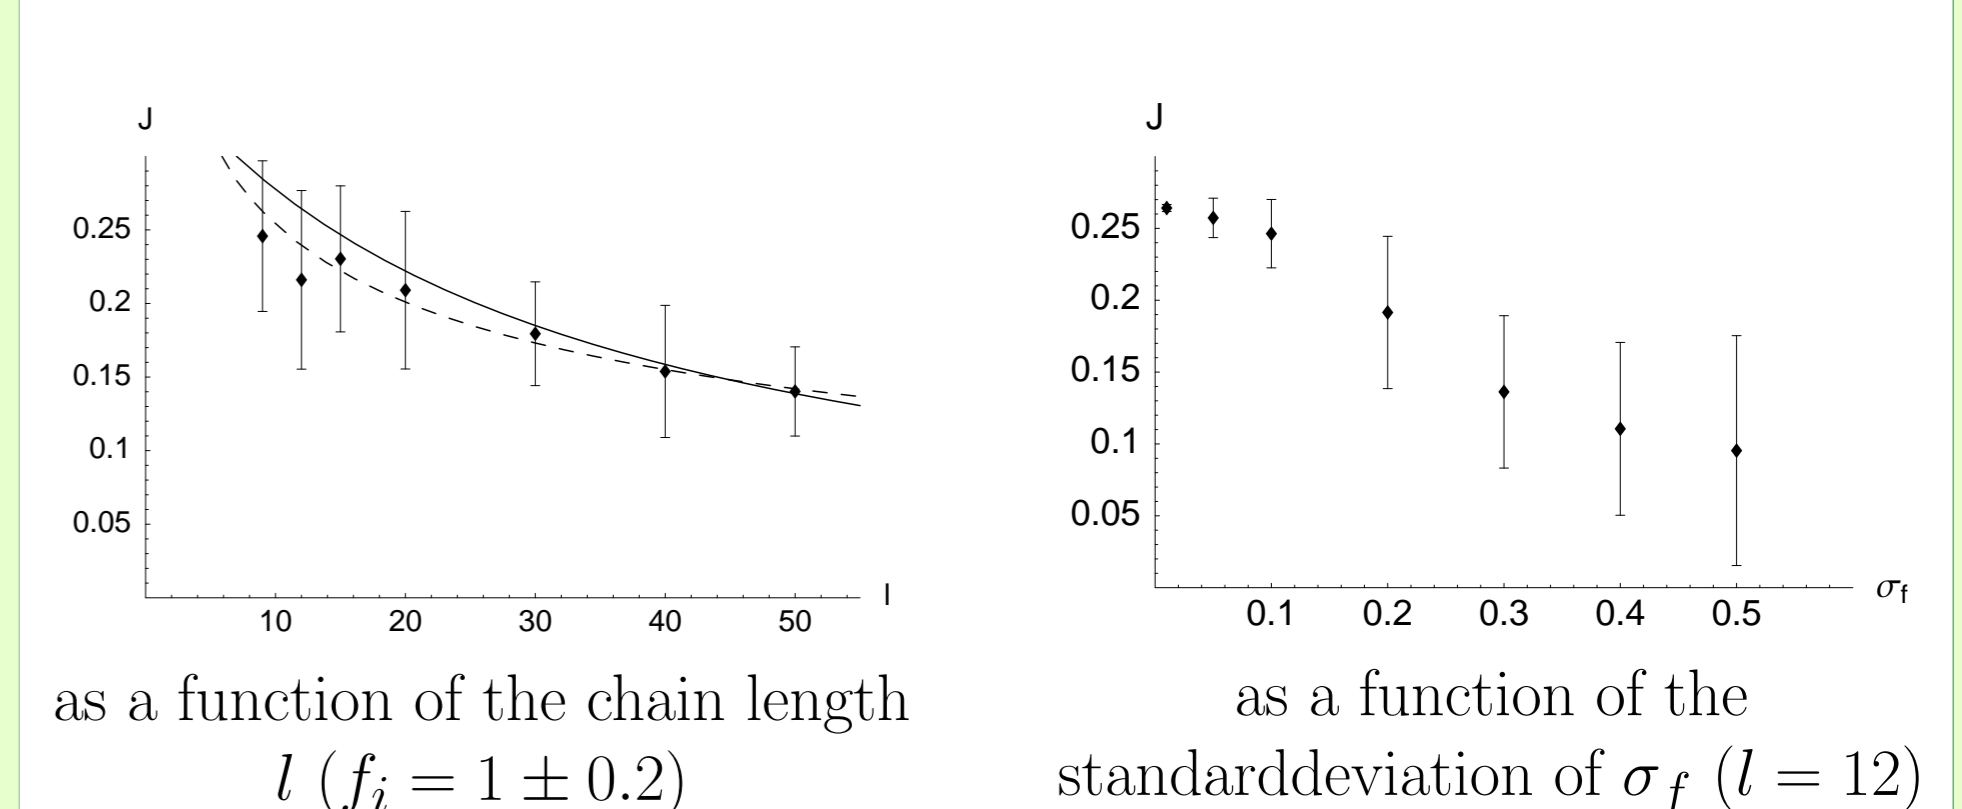 J
0.25
0.2
0.15
0.1
0.05
10 20 30 40 50
l
as a function of the chain length
l (f_i = 1 ± 0.2)
J
0.25
0.2
0.15
0.1
0.05
0.1 0.2 0.3 0.4 0.5
σ_f
as a function of the
standarddeviation of σ_f (l = 12)